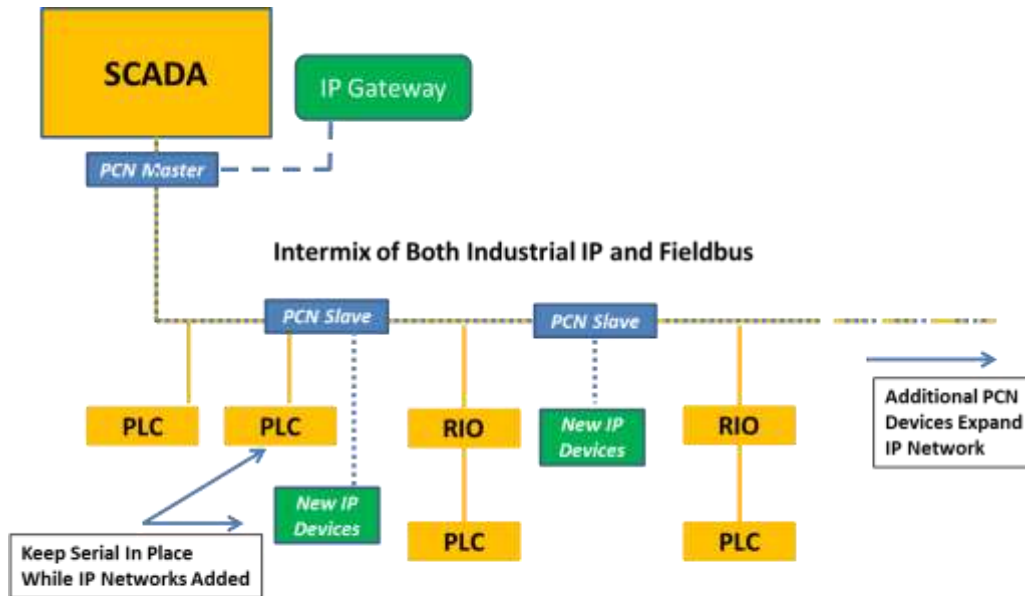 SCADA
IP Gateway
PCN Master
Intermix of Both Industrial IP and Fieldbus
PCN Slave
PCN Slave
PLC
PLC
RIO
New IP
Devices
RIO
Additional PCN
Devices Expand
IP Network
New IP
Devices
PLC
PLC
Keep Serial In Place
While IP Networks Added